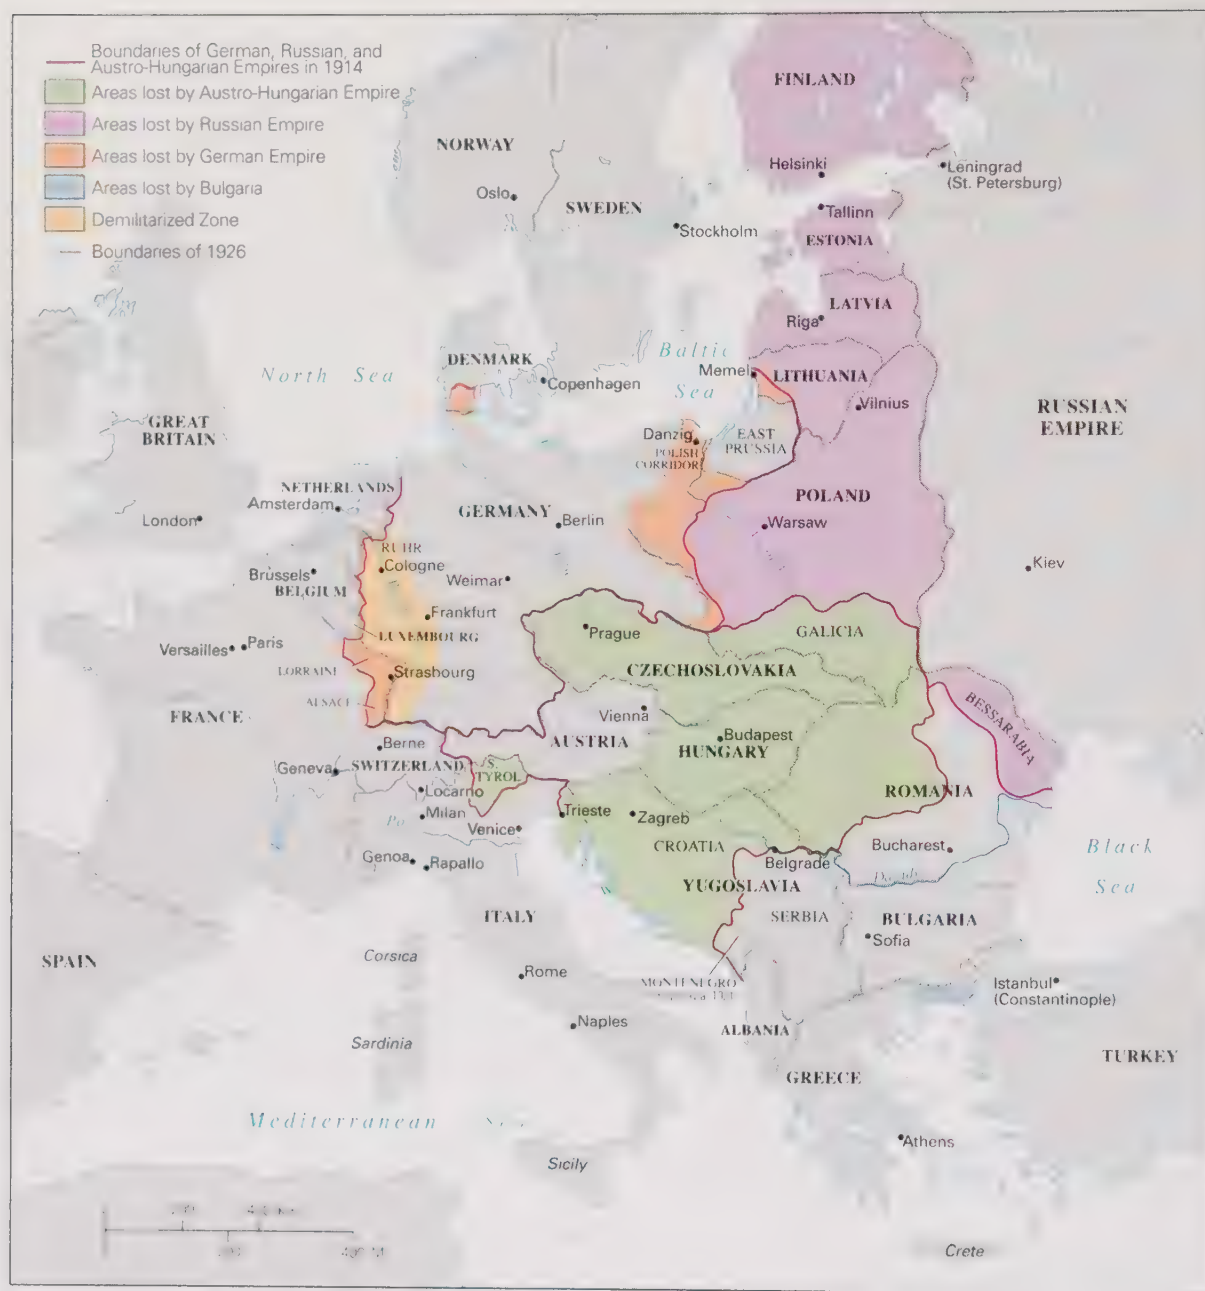 Boundaries of German, Russian, and
Austro-Hungarian Empires in 1914
Areas lost by Austro-Hungarian Empire
Areas lost by Russian Empire
Areas lost by German Empire
Areas lost by Bulgaria
Demilitarized Zone
Boundaries of 1926
FINLAND
NORWAY
Helsinki
Leningrad
(St. Petersburg)
Oslo
SWEDEN
Tallinn
Stockholm
ESTONIA
LATVIA
Riga
DENMARK
Baltic
Sea
North Sea
Copenhagen
Memel
LITHUANIA
Vilnius
RUSSIAN
EMPIRE
GREAT
BRITAIN
Danzig
EAST
PRUSSIA
POLISH
CORRIDOR
NETHERLANDS
Amsterdam
GERMANY
Berlin
POLAND
Warsaw
London
RUHR
Cologne
Brussels
BELGIUM
Weimar
Kiev
Frankfurt
LUXEMBOURG
Prague
GALICIA
Versailles
Paris
LORRAINE
Strasbourg
CZECHOSLOVAKIA
ALSACE
FRANCE
Vienna
BESSARABIA
Berne
AUSTRIA
HUNGARY
Budapest
Geneva
SWITZERLAND
S.
TYROL
ROMANIA
Locarno
Milan
Po
Venice
Trieste
Zagreb
CROATIA
Belgrade
Bucharest
Black
Sea
Genoa
Rapallo
YUGOSLAVIA
SERBIA
BULGARIA
Sofia
ITALY
SPAIN
Corsica
Rome
MONTENEGRO
Istanbul
(Constantinople)
Naples
ALBANIA
Sardinia
GREECE
TURKEY
Mediterranean
Athens
Sicily
Crete